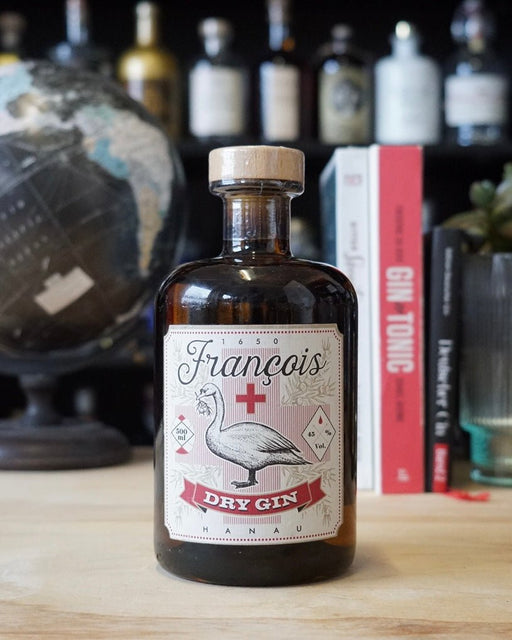 1650
François
500
ml
45 %
Vol.
DRY GIN
HANAU
GIN & TONIC